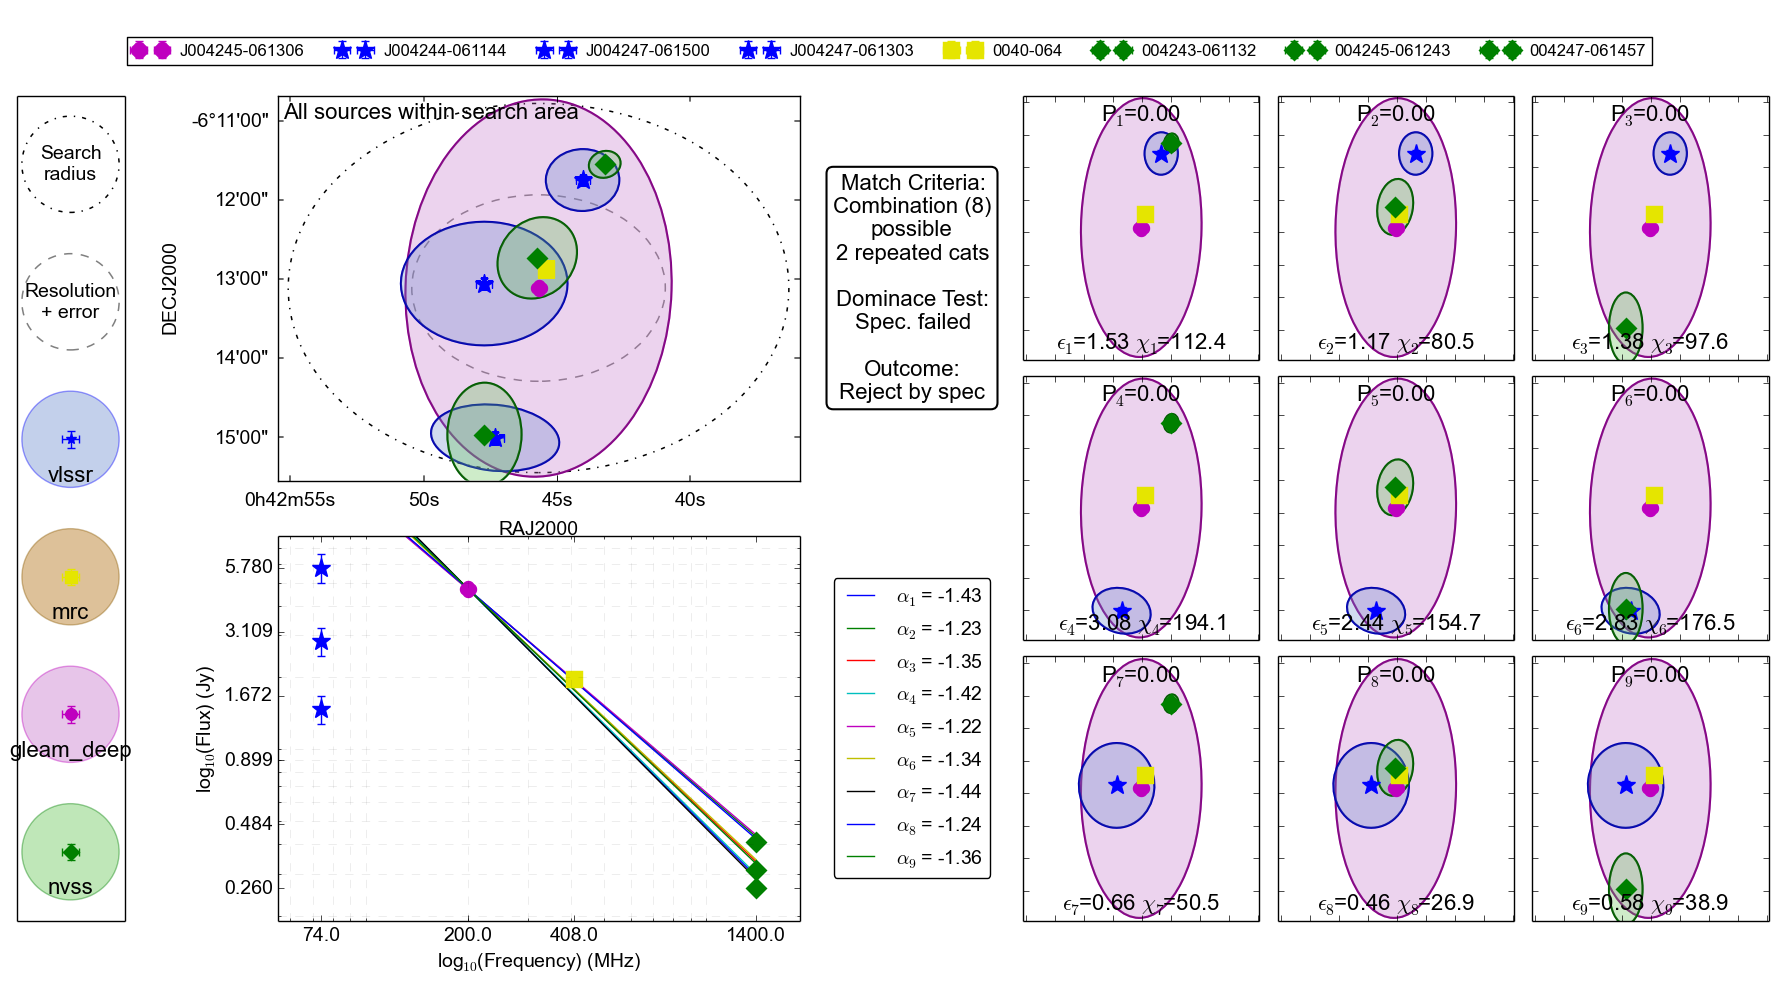 J004245-061306 J004244-061144 J004247-061500 J004247-061303 0040-064 004243-061132 004245-061243 004247-061457
Search
radius
Resolution
+ error
vlssr
mrc
gleam_deep
nvss
All sources within search area
-6°11'00"
12'00"
13'00"
14'00"
15'00"
DECJ2000
0h42m55s 50s 45s 40s
RAJ2000
Match Criteria:
Combination (8)
possible
2 repeated cats
Dominace Test:
Spec. failed
Outcome:
Reject by spec
5.780
3.109
1.672
0.899
0.484
0.260
log₁₀(Flux) (Jy)
74.0 200.0 408.0 1400.0
log₁₀(Frequency) (MHz)
α₁ = -1.43
α₂ = -1.23
α₃ = -1.35
α₄ = -1.42
α₅ = -1.22
α₆ = -1.34
α₇ = -1.44
α₈ = -1.24
α₉ = -1.36
P₁=0.00
ϵ₁=1.53 χ₁=112.4
P₂=0.00
ϵ₂=1.17 χ₂=80.5
P₃=0.00
ϵ₃=1.38 χ₃=97.6
P₄=0.00
ϵ₄=3.08 χ₄=194.1
P₅=0.00
ϵ₅=2.44 χ₅=154.7
P₆=0.00
ϵ₆=2.83 χ₆=176.5
P₇=0.00
ϵ₇=0.66 χ₇=50.5
P₈=0.00
ϵ₈=0.46 χ₈=26.9
P₉=0.00
ϵ₉=0.58 χ₉=38.9